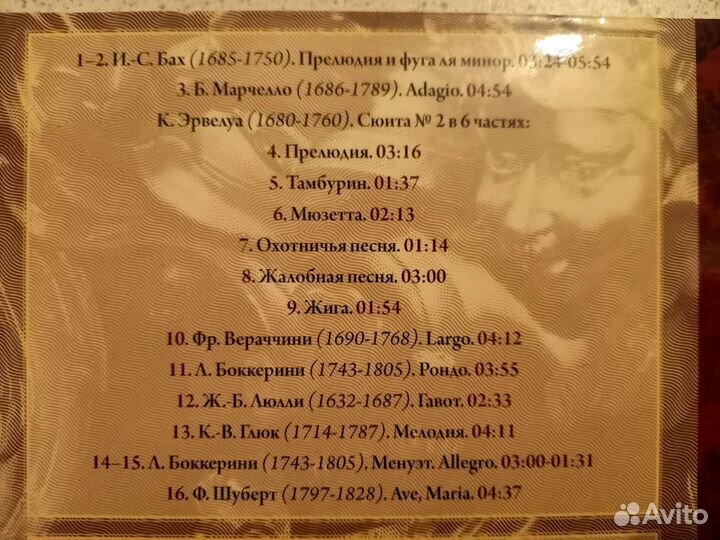 1–2. И.-С. Бах (1685-1750). Прелюдия и фуга ля минор. 03:24-05:54
3. Б. Марчелло (1686-1789). Adagio. 04:54
К. Эрвелуа (1680-1760). Сюита № 2 в 6 частях:
4. Прелюдия. 03:16
5. Тамбурин. 01:37
6. Мюзетта. 02:13
7. Охотничья песня. 01:14
8. Жалобная песня. 03:00
9. Жига. 01:54
10. Фр. Вераччини (1690-1768). Largo. 04:12
11. Л. Боккерини (1743-1805). Рондо. 03:55
12. Ж.-Б. Люлли (1632-1687). Гавот. 02:33
13. К.-В. Глюк (1714-1787). Мелодия. 04:11
14–15. Л. Боккерини (1743-1805). Менуэт. Allegro. 03:00-01:31
16. Ф. Шуберт (1797-1828). Ave, Maria. 04:37
Avito